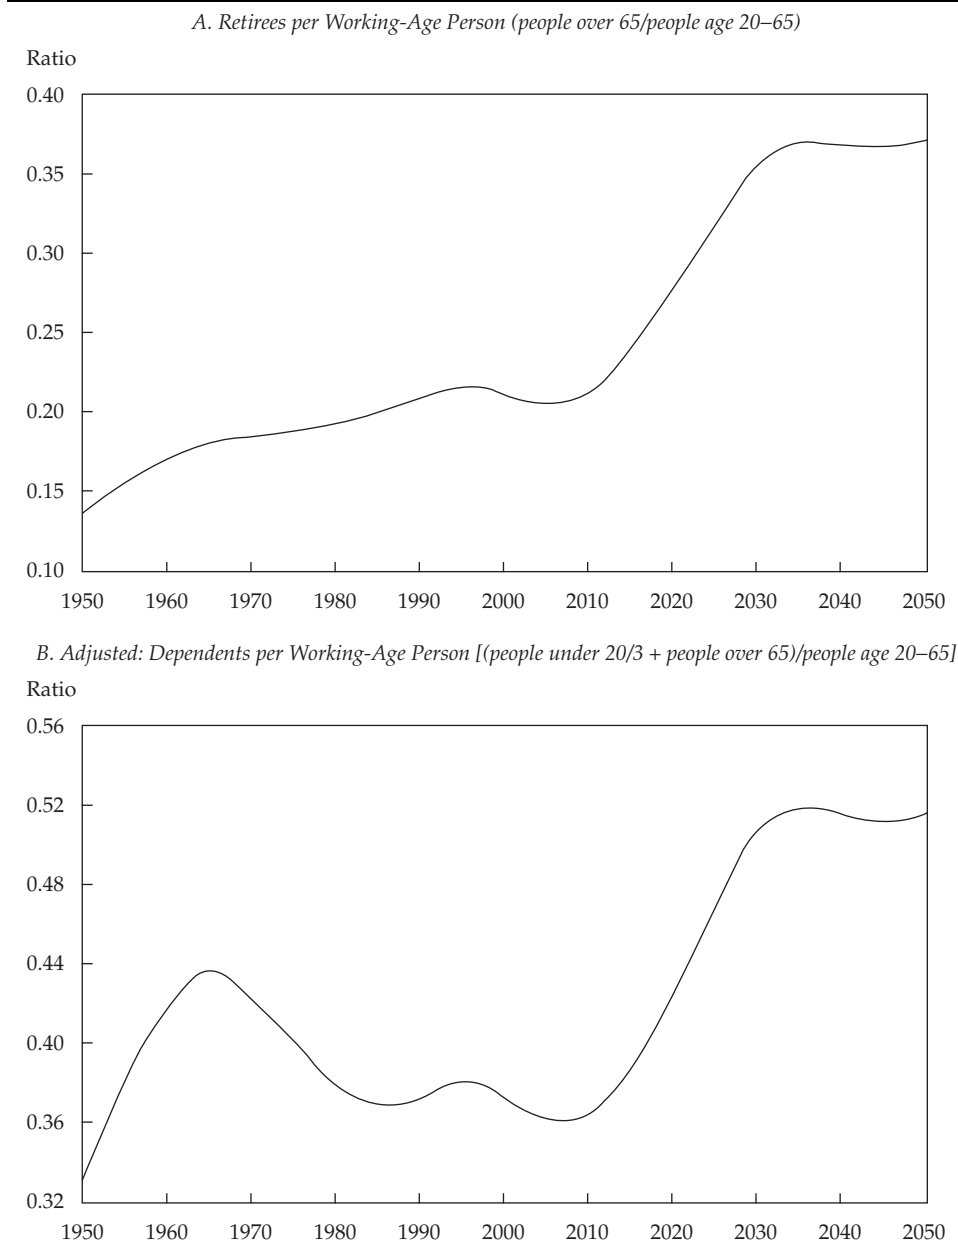 A. Retirees per Working-Age Person (people over 65/people age 20–65)
Ratio
0.40
0.35
0.30
0.25
0.20
0.15
0.10
1950 1960 1970 1980 1990 2000 2010 2020 2030 2040 2050
B. Adjusted: Dependents per Working-Age Person [(people under 20/3 + people over 65)/people age 20–65]
Ratio
0.56
0.52
0.48
0.44
0.40
0.36
0.32
1950 1960 1970 1980 1990 2000 2010 2020 2030 2040 2050